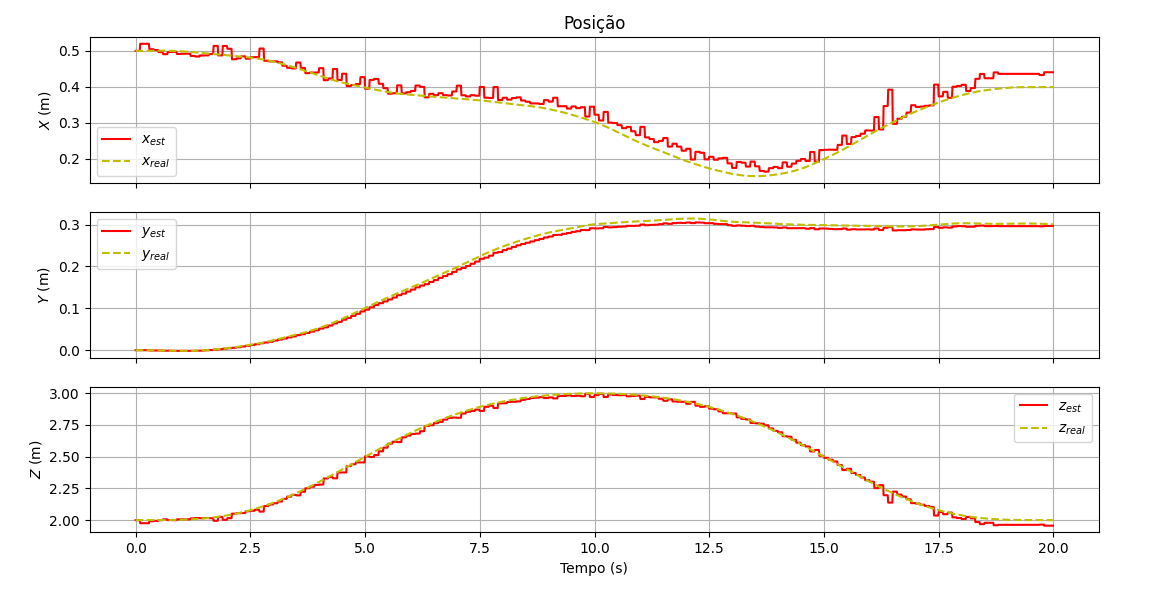 Posição
0.5
0.4
0.3
0.2
X (m)
x_est
x_real
0.3
0.2
0.1
0.0
Y (m)
y_est
y_real
3.00
2.75
2.50
2.25
2.00
Z (m)
z_est
z_real
0.0 2.5 5.0 7.5 10.0 12.5 15.0 17.5 20.0
Tempo (s)